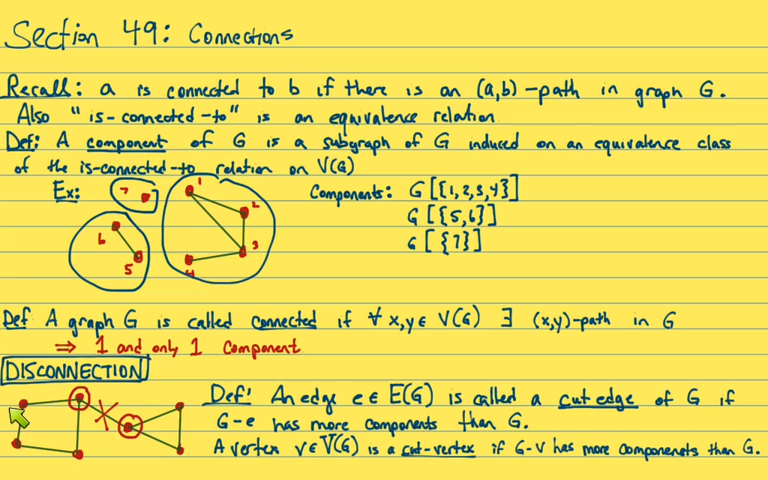 Section 49: Connections
Recall: a is connected to b if there is an (a,b)-path in graph G.
Also "is-connected-to" is an equivalence relation
Def: A component of G is a subgraph of G induced on an equivalence class
of the is-connected-to relation on V(G)
Ex: 7 1 Components: G[{1,2,3,4}]
2 G[{5,6}]
6 3 G[{7}]
5 4
Def A graph G is called connected if ∀ x,y ∈ V(G) ∃ (x,y)-path in G
⇒ 1 and only 1 Component
DISCONNECTION
Def: An edge e ∈ E(G) is called a cut edge of G if
G-e has more components than G.
A vertex v ∈ V(G) is a cut-vertex if G-v has more componenets than G.